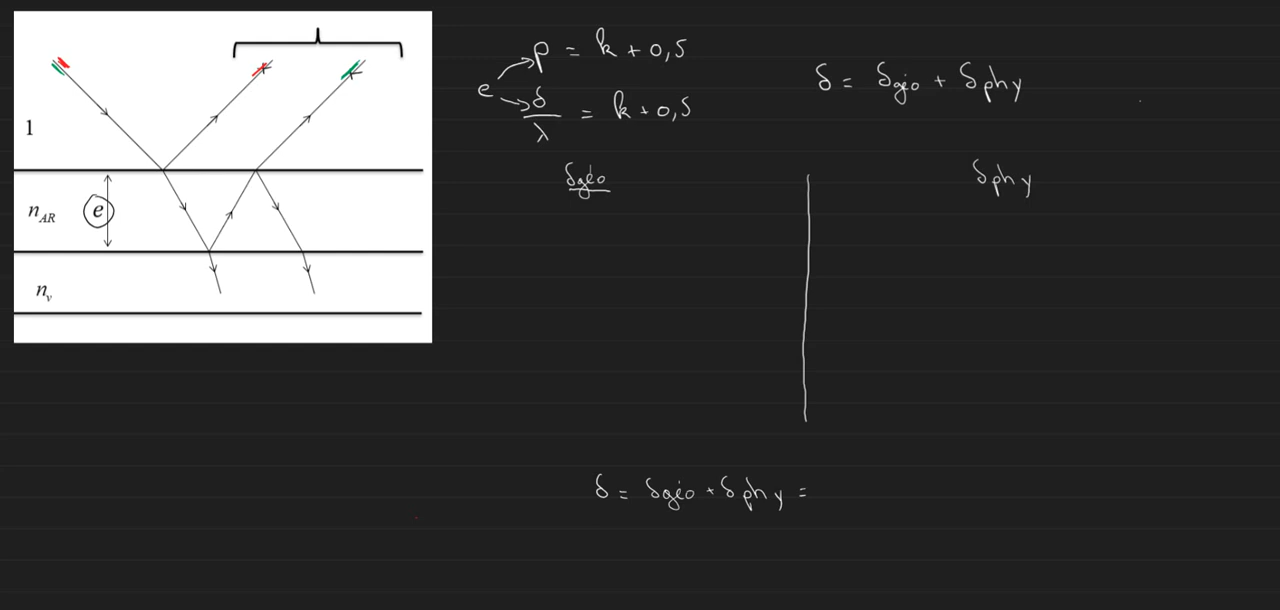 p = k + 0,5
e
δ/λ = k + 0,5
δ = δgéo + δphy
1
n_AR
e
n_v
δgéo
δphy
δ = δgéo + δphy =